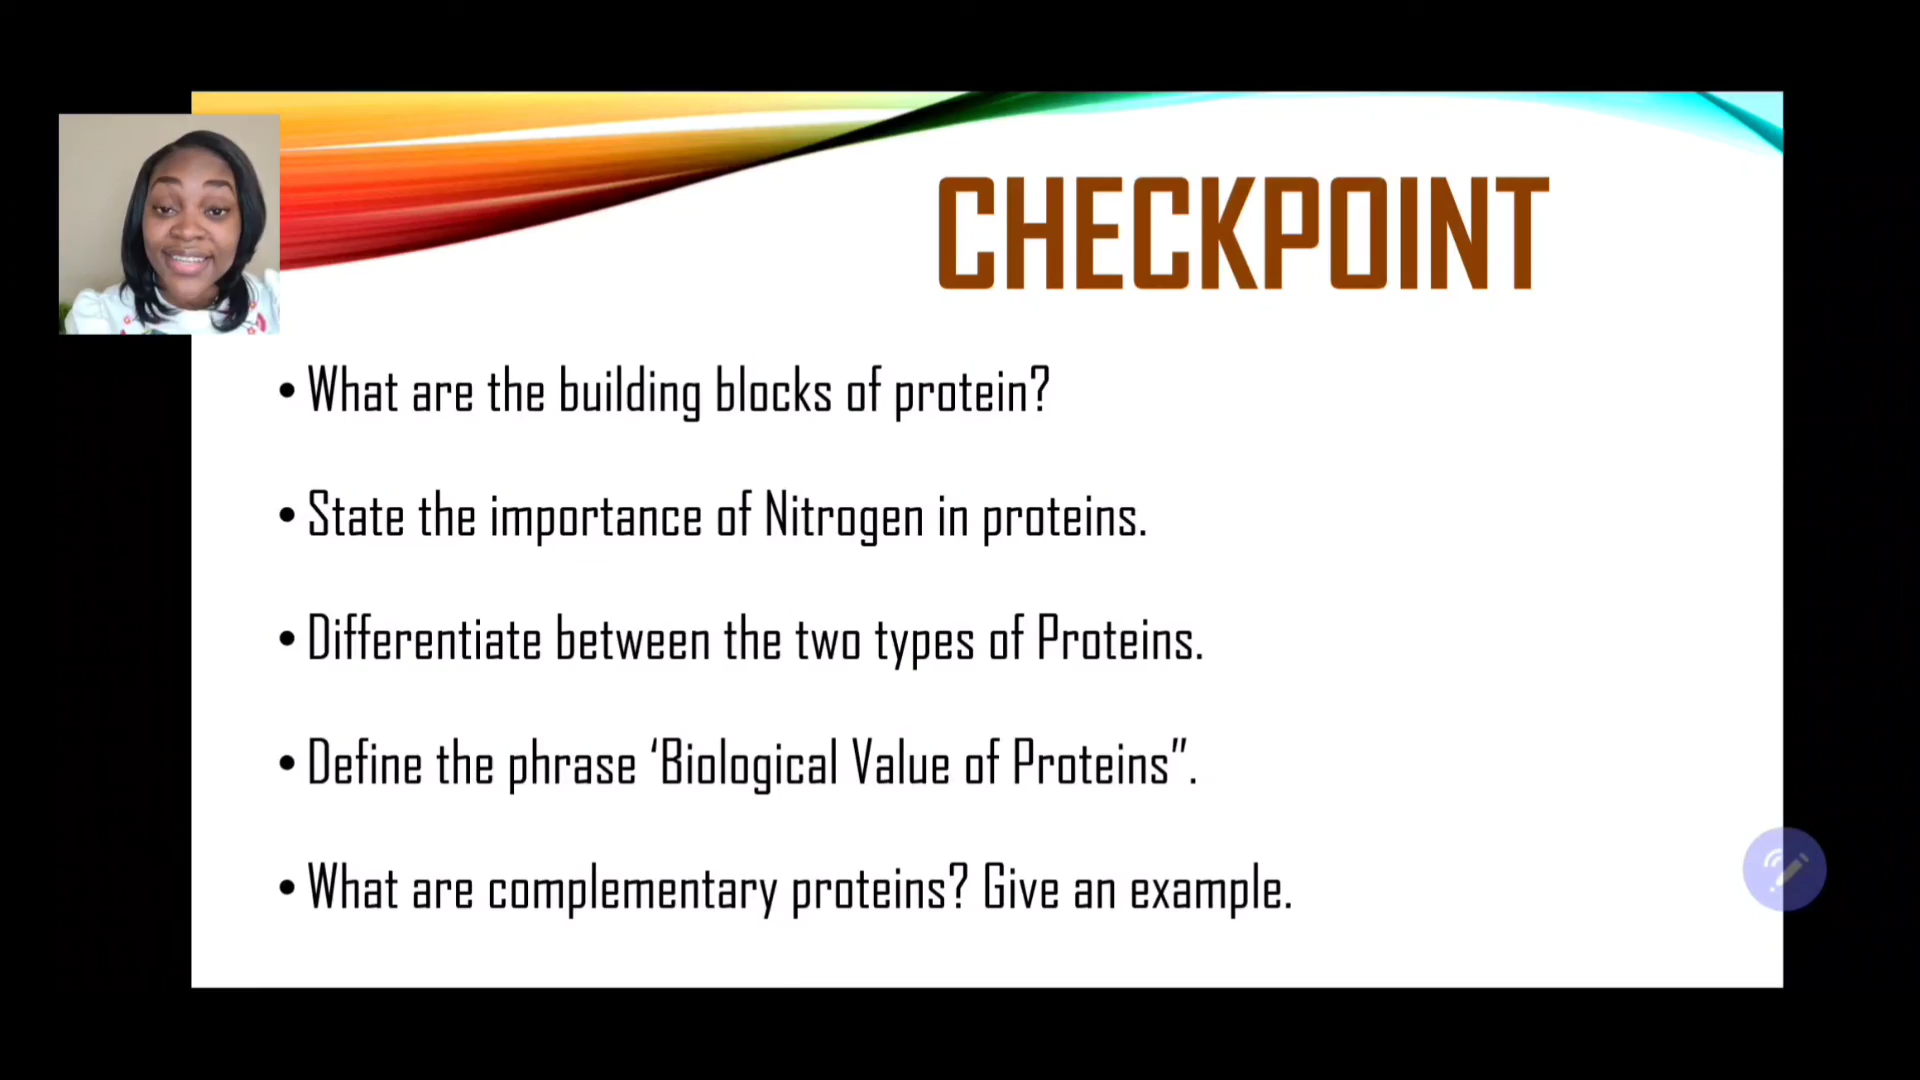 CHECKPOINT
• What are the building blocks of protein?
• State the importance of Nitrogen in proteins.
• Differentiate between the two types of Proteins.
• Define the phrase ‘Biological Value of Proteins”.
• What are complementary proteins? Give an example.